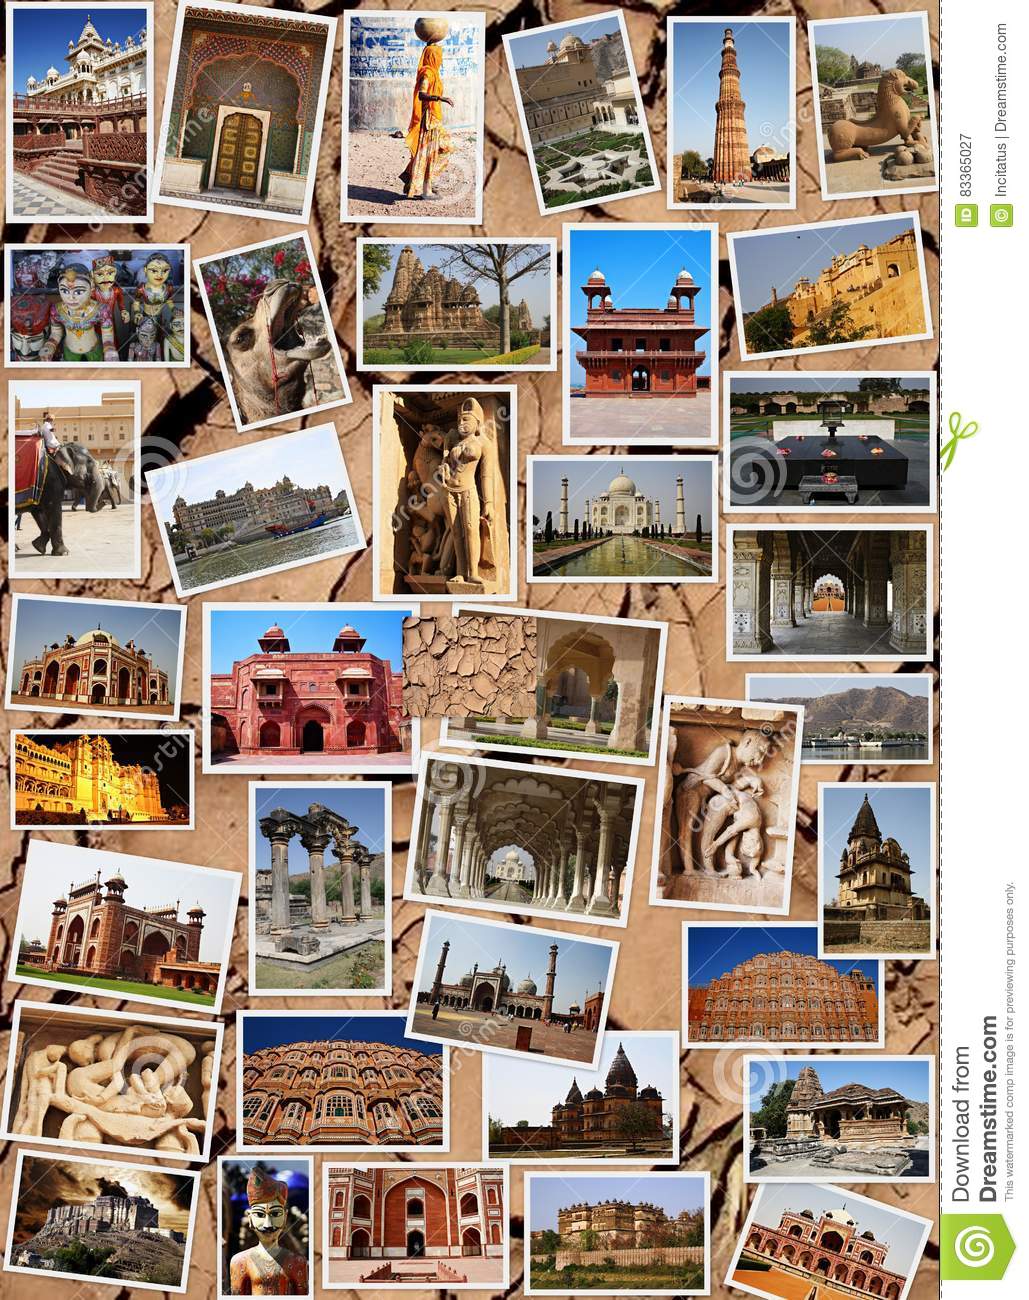 ID 83365027
© Incitatus | Dreamstime.com
Download from
Dreamstime.com
This watermarked comp image is for previewing purposes only.